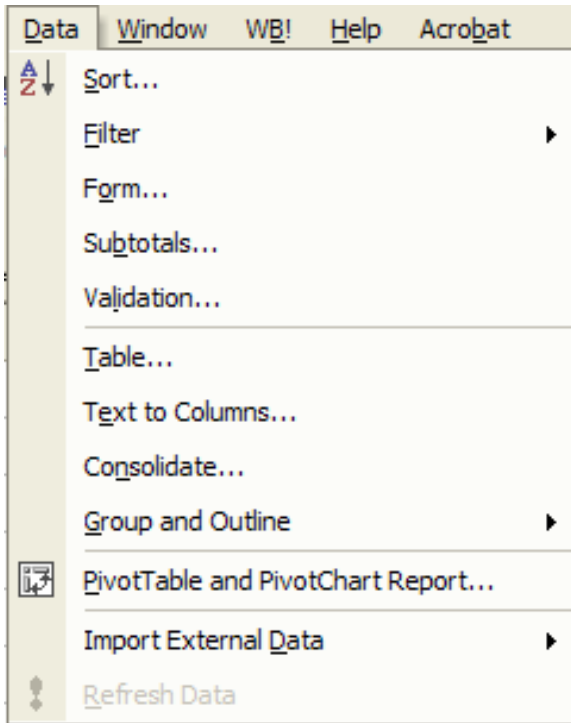 Data Window WB! Help Acrobat
A
Z
Sort...
Filter
Form...
Subtotals...
Validation...
Table...
Text to Columns...
Consolidate...
Group and Outline
PivotTable and PivotChart Report...
Import External Data
Refresh Data